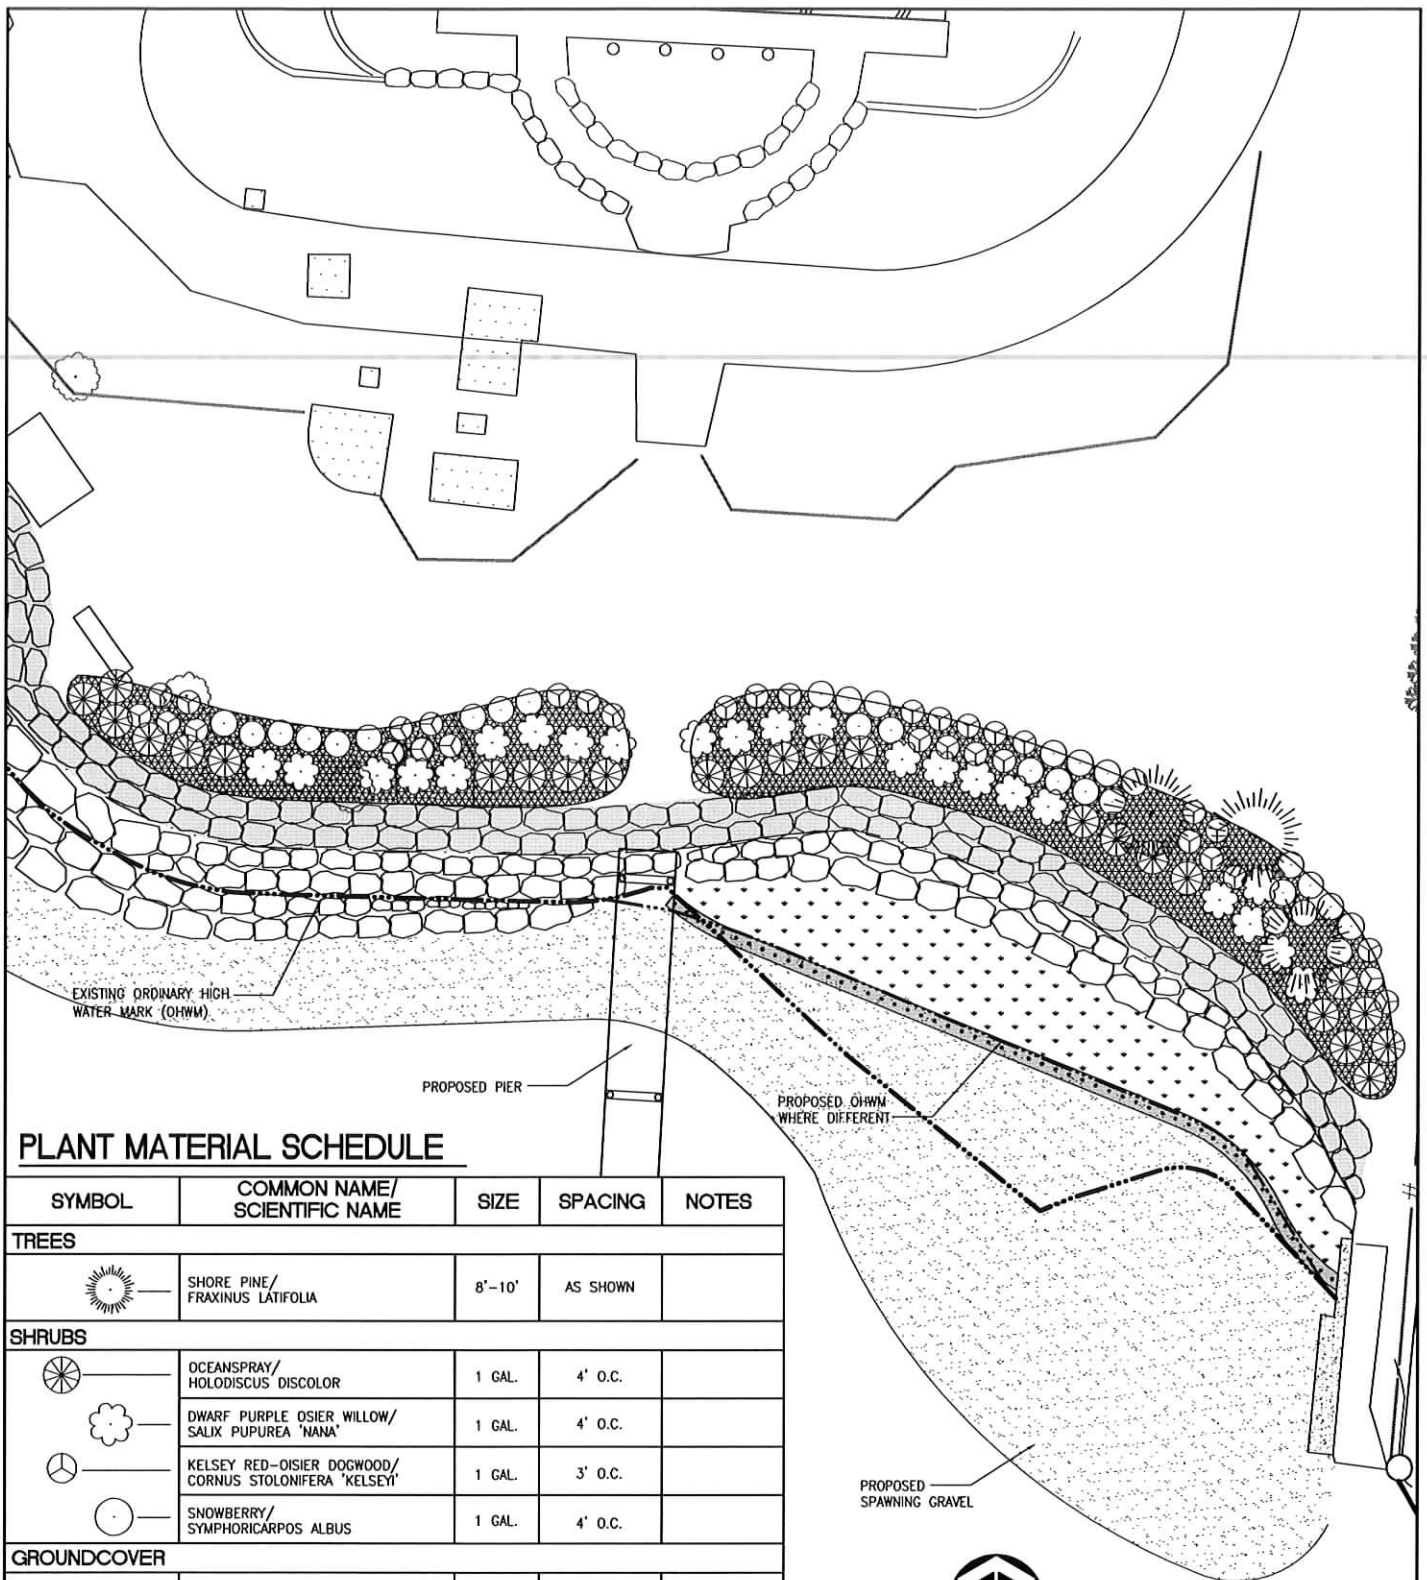 EXISTING ORDINARY HIGH
WATER MARK (OHWM)
PROPOSED PIER
PROPOSED OHWM
WHERE DIFFERENT
PLANT MATERIAL SCHEDULE
SYMBOL
COMMON NAME/
SCIENTIFIC NAME
SIZE
SPACING
NOTES
TREES
SHORE PINE/
FRAXINUS LATIFOLIA
8'-10'
AS SHOWN
SHRUBS
OCEANSPRAY/
HOLODISCUS DISCOLOR
1 GAL.
4' O.C.
DWARF PURPLE OSIER WILLOW/
SALIX PUPUREA 'NANA'
1 GAL.
4' O.C.
KELSEY RED-OISIER DOGWOOD/
CORNUS STOLONIFERA 'KELSEYI'
1 GAL.
3' O.C.
SNOWBERRY/
SYMPHORICARPOS ALBUS
1 GAL.
4' O.C.
GROUNDCOVER
PROPOSED
SPAWNING GRAVEL